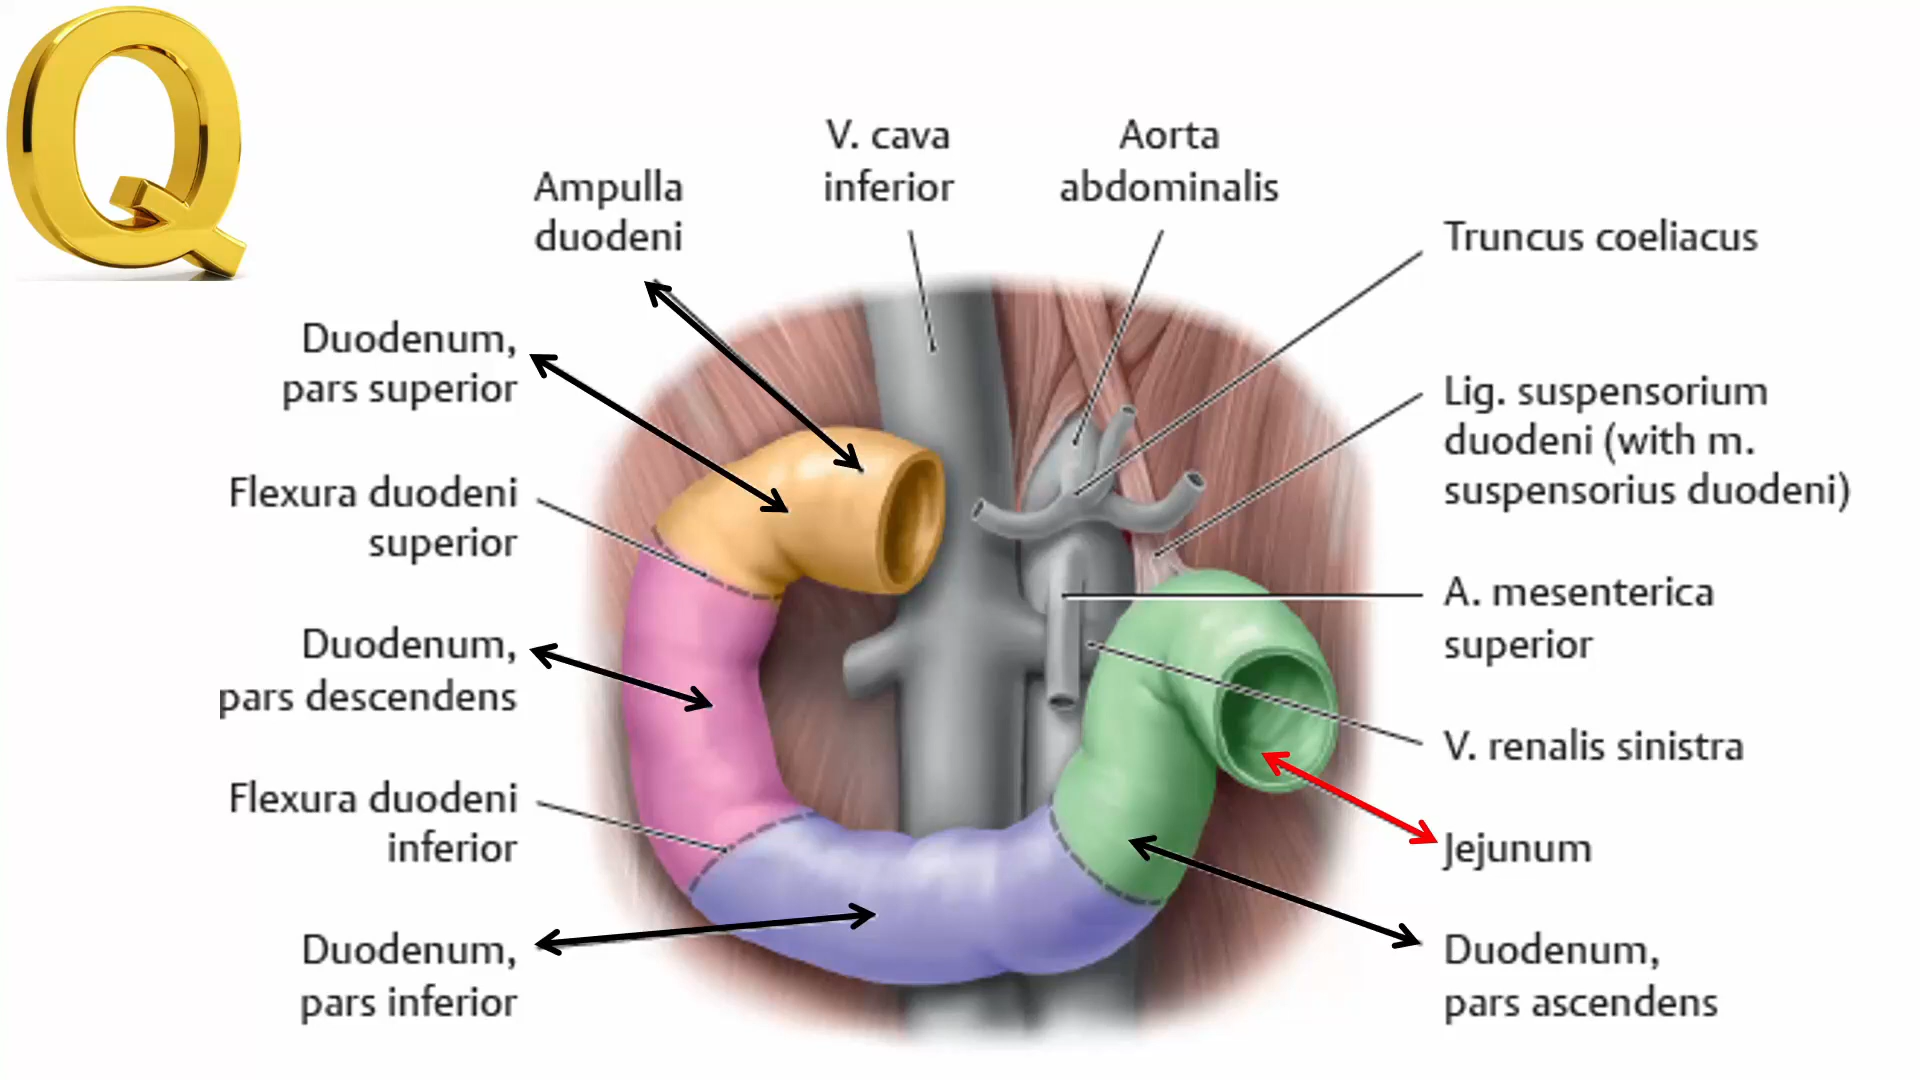 Q
V. cava
inferior
Aorta
abdominalis
Ampulla
duodeni
Truncus coeliacus
Duodenum,
pars superior
Lig. suspensorium
duodeni (with m.
suspensorius duodeni)
Flexura duodeni
superior
A. mesenterica
superior
Duodenum,
pars descendens
V. renalis sinistra
Flexura duodeni
inferior
Jejunum
Duodenum,
pars inferior
Duodenum,
pars ascendens